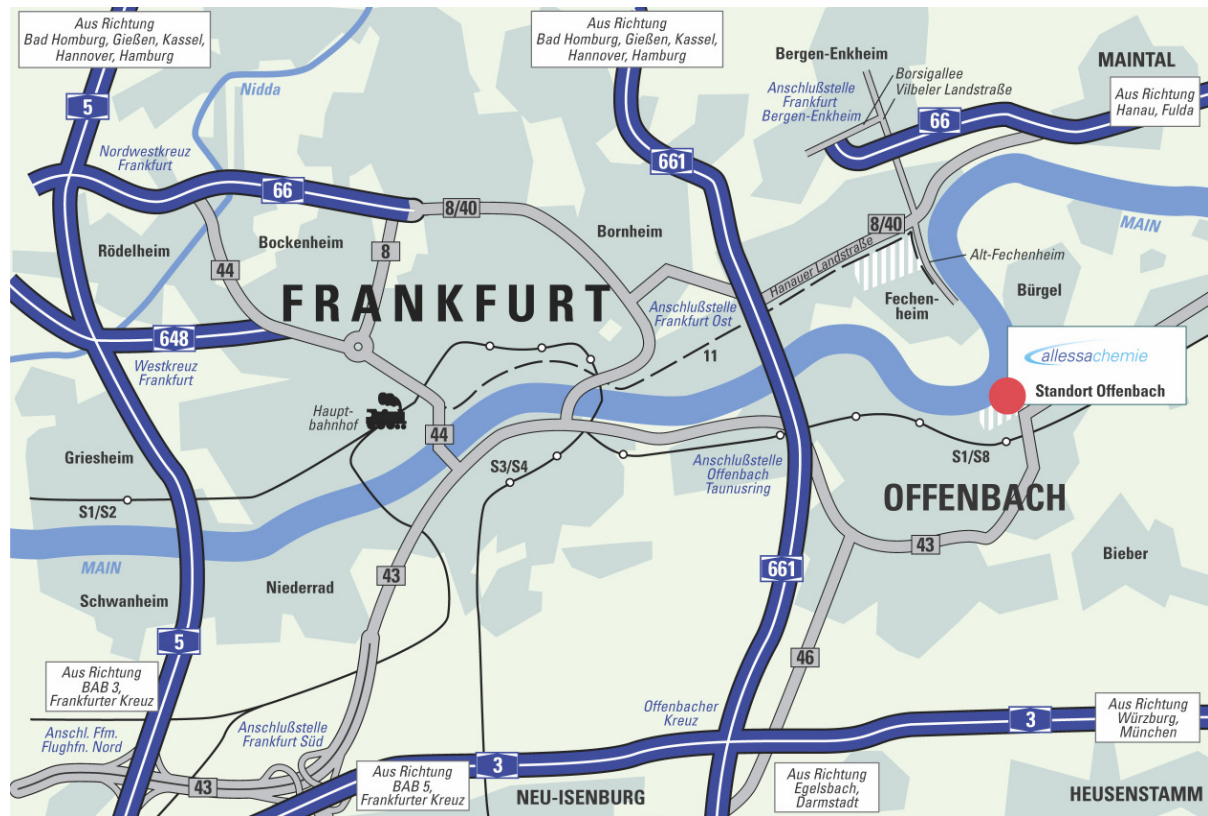 Aus Richtung
Bad Homburg, Gießen, Kassel,
Hannover, Hamburg
Aus Richtung
Bad Homburg, Gießen, Kassel,
Hannover, Hamburg
Bergen-Enkheim
MAINTAL
Borsigallee
Vilbeler Landstraße
Anschlußstelle
Frankfurt
Bergen-Enkheim
Aus Richtung
Hanau, Fulda
Nidda
5
66
661
Nordwestkreuz
Frankfurt
66
8/40
8/40
MAIN
Rödelheim
Bockenheim
8
Bornheim
Hanauer Landstraße
Alt-Fechenheim
44
Fechen-
heim
Bürgel
FRANKFURT
Anschlußstelle
Frankfurt Ost
648
Westkreuz
Frankfurt
11
allessachemie
Standort Offenbach
Haupt-
bahnhof
44
Griesheim
S3/S4
Anschlußstelle
Offenbach
Taunusring
S1/S8
S1/S2
OFFENBACH
43
Bieber
MAIN
Schwanheim
Niederrad
43
661
5
46
Aus Richtung
BAB 3,
Frankfurter Kreuz
Offenbacher
Kreuz
Anschl. Ffm.
Flughfn. Nord
Anschlußstelle
Frankfurt Süd
3
Aus Richtung
Würzburg,
München
43
Aus Richtung
BAB 5,
Frankfurter Kreuz
3
Aus Richtung
Egelsbach,
Darmstadt
NEU-ISENBURG
HEUSENSTAMM